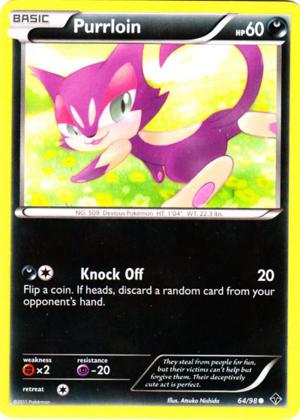 BASIC
Purrloin
HP60
NO. 509 Devious Pokémon HT: 1'04" WT: 22.3 lbs.
Knock Off 20
Flip a coin. If heads, discard a random card from your
opponent's hand.
weakness resistance
×2 -20
They steal from people for fun,
but their victims can't help but
forgive them. Their deceptively
cute act is perfect.
retreat
Illus. Atsuko Nishida 64/98
©2011 Pokémon